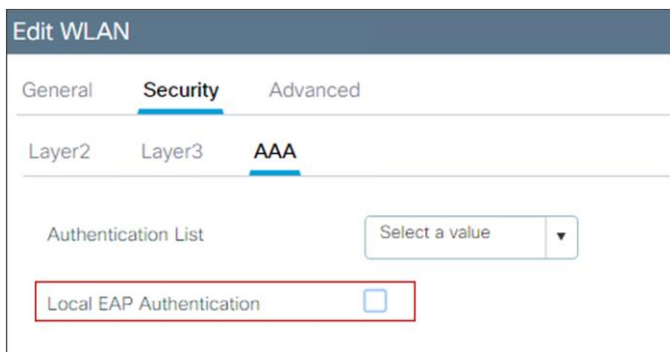 Edit WLAN
General Security Advanced
Layer2 Layer3 AAA
Authentication List Select a value
Local EAP Authentication